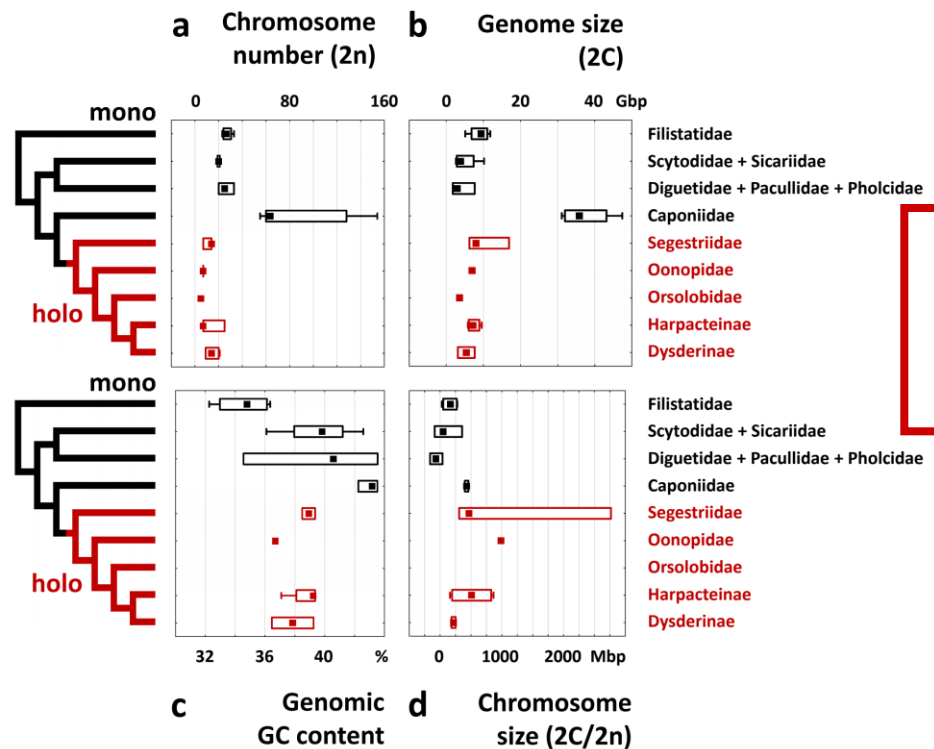 a Chromosome number (2n)
b Genome size (2C)
mono
0 80 160
0 20 40 Gbp
Filistatidae
Scytodidae + Sicariidae
Diguetidae + Pacullidae + Pholcidae
Caponiidae
Segestriidae
Oonopidae
Orsolobidae
holo
Harpacteinae
Dysderinae
mono
Filistatidae
Scytodidae + Sicariidae
Diguetidae + Pacullidae + Pholcidae
Caponiidae
Segestriidae
Oonopidae
Orsolobidae
holo
Harpacteinae
Dysderinae
32 36 40 %
0 1000 2000 Mbp
c Genomic GC content
d Chromosome size (2C/2n)